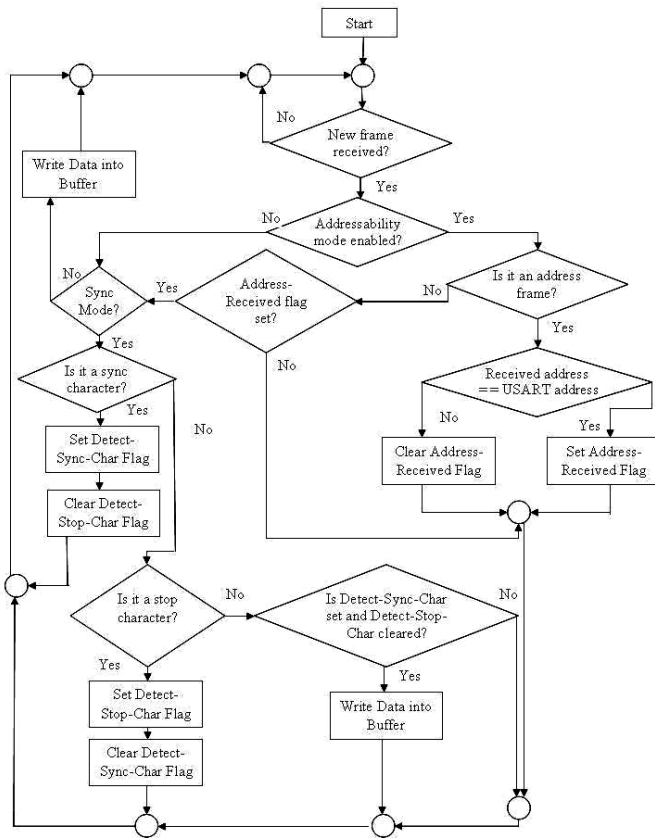 Start
No
New frame
received?
Write Data into
Buffer
Yes
No
Addressability
mode enabled?
Yes
No
Sync
Mode?
Yes
Address-
Received flag
set?
No
Is it an address
frame?
Yes
Yes
Is it a sync
character?
No
Received address
== USART address
Yes
No
No
Yes
Set Detect-
Sync-Char Flag
Clear Address-
Received Flag
Set Address-
Received Flag
Clear Detect-
Stop-Char Flag
Is it a stop
character?
No
Is Detect-Sync-Char
set and Detect-Stop-
Char cleared?
No
Yes
Yes
Set Detect-
Stop-Char Flag
Write Data into
Buffer
Clear Detect-
Sync-Char Flag